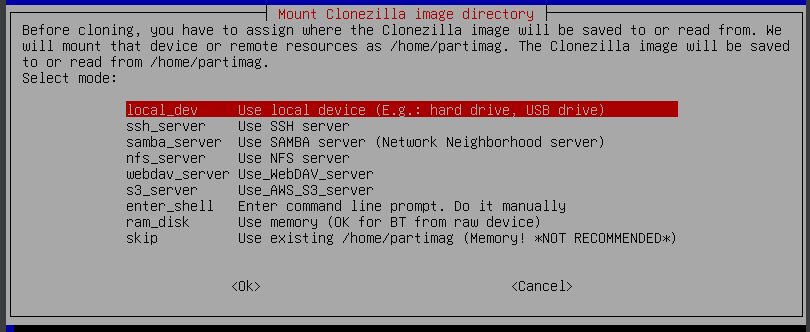 Mount Clonezilla image directory
Before cloning, you have to assign where the Clonezilla image will be saved to or read from. We
will mount that device or remote resources as /home/partimag. The Clonezilla image will be saved
to or read from /home/partimag.
Select mode:
local_dev Use local device (E.g.: hard drive, USB drive)
ssh_server Use SSH server
samba_server Use SAMBA server (Network Neighborhood server)
nfs_server Use NFS server
webdav_server Use_WebDAV_server
s3_server Use_AWS_S3_server
enter_shell Enter command line prompt. Do it manually
ram_disk Use memory (OK for BT from raw device)
skip Use existing /home/partimag (Memory! *NOT RECOMMENDED*)
<Ok> <Cancel>